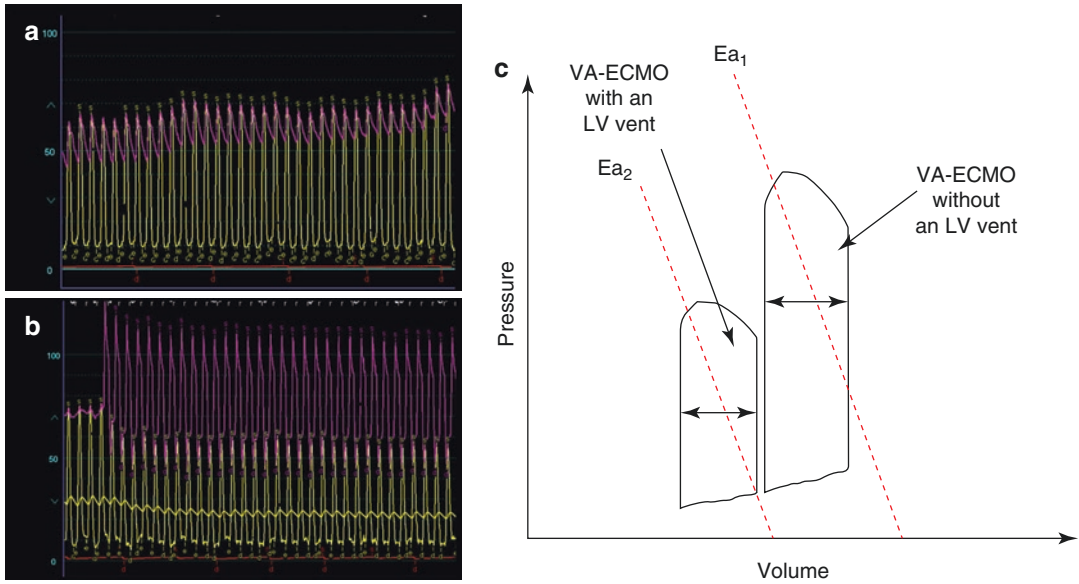 a
100
50
0
b
100
50
0
c
Ea1
VA-ECMO
with an
LV vent
Ea2
VA-ECMO
without
an LV vent
Pressure
Volume